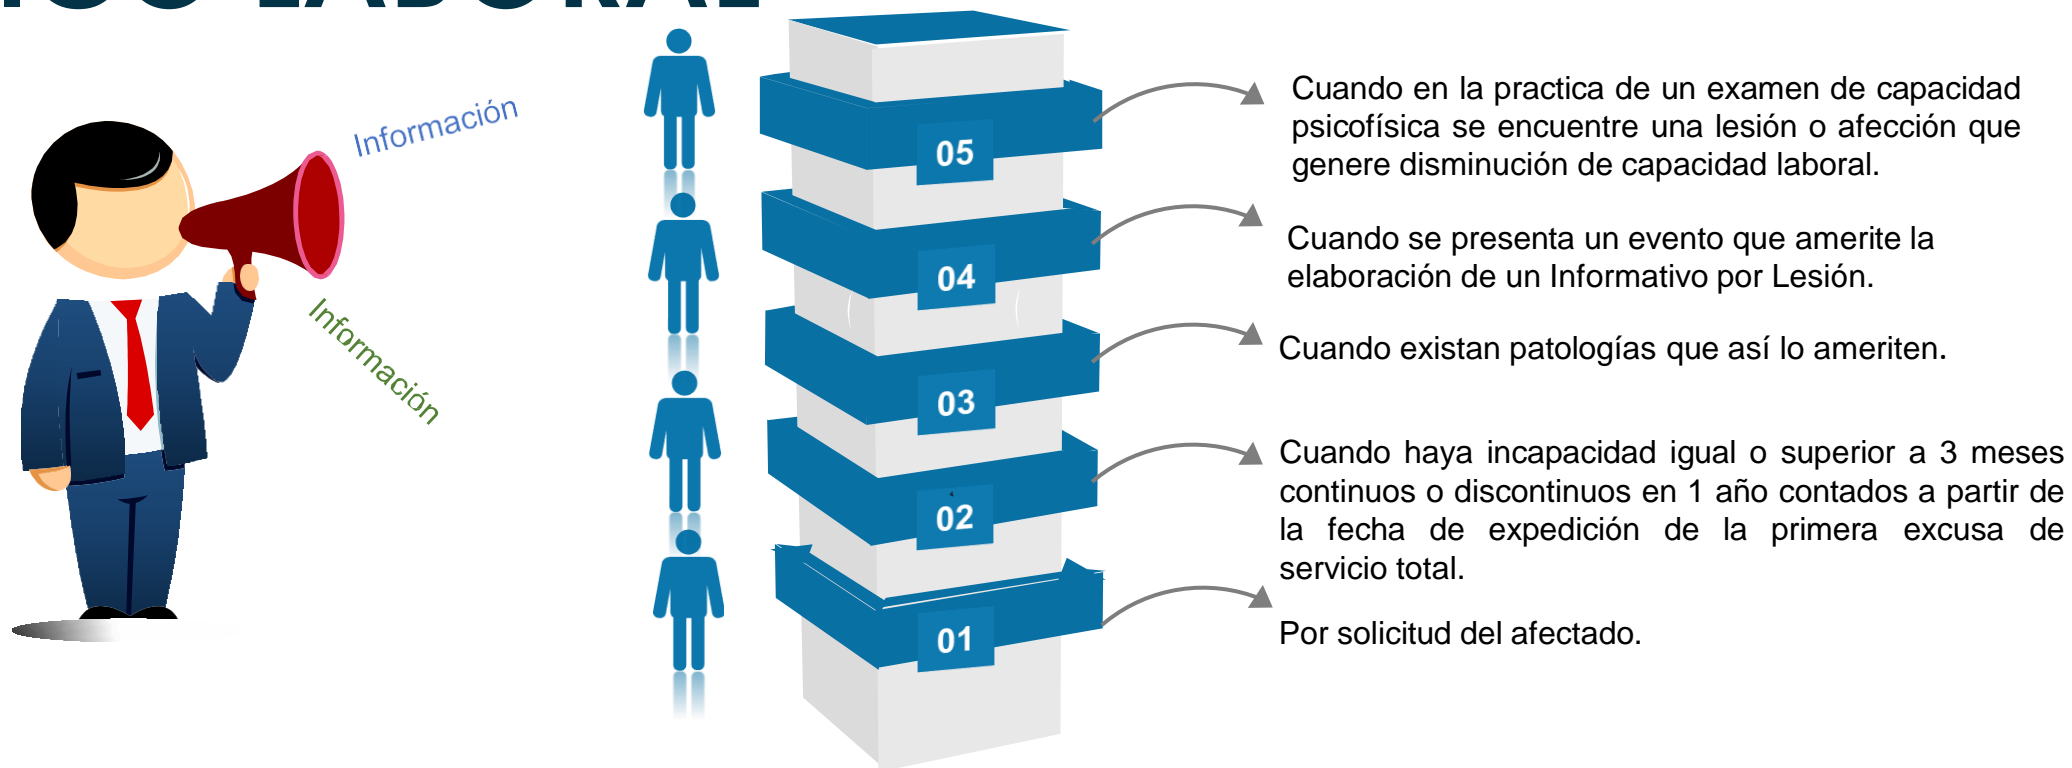 LABORAL
Información
Información
05
Cuando en la practica de un examen de capacidad
psicofísica se encuentre una lesión o afección que
genere disminución de capacidad laboral.
04
Cuando se presenta un evento que amerite la
elaboración de un Informativo por Lesión.
03
Cuando existan patologías que así lo ameriten.
02
Cuando haya incapacidad igual o superior a 3 meses
continuos o discontinuos en 1 año contados a partir de
la fecha de expedición de la primera excusa de
servicio total.
01
Por solicitud del afectado.